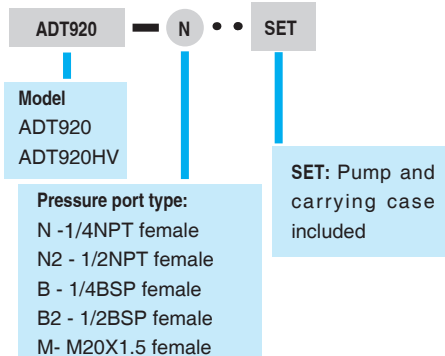 ADT920 — N • • SET
Model
ADT920
ADT920HV
Pressure port type:
N -1/4NPT female
N2 - 1/2NPT female
B - 1/4BSP female
B2 - 1/2BSP female
M- M20X1.5 female
SET: Pump and
carrying case
included